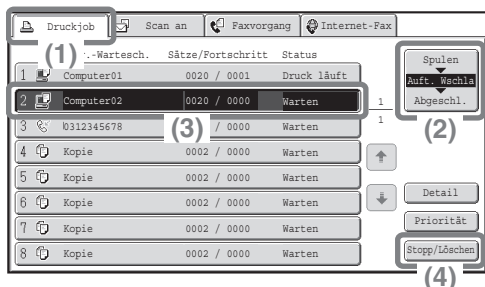 Druckjob Scan an Faxvorgang Internet-Fax
(1) r.-Wartesch. Sätze/Fortschritt Status
1 Computer01 0020 / 0001 Druck läuft
2 Computer02 0020 / 0000 Warten
3 0312345678 (3) / 0000 Warten
4 Kopie 0002 / 0000 Warten
5 Kopie 0002 / 0000 Warten
6 Kopie 0002 / 0000 Warten
7 Kopie 0002 / 0000 Warten
8 Kopie 0002 / 0000 Warten
1
1
Spulen
Auft. Wschla
Abgeschl.
(2)
Detail
Priorität
Stopp/Löschen
(4)